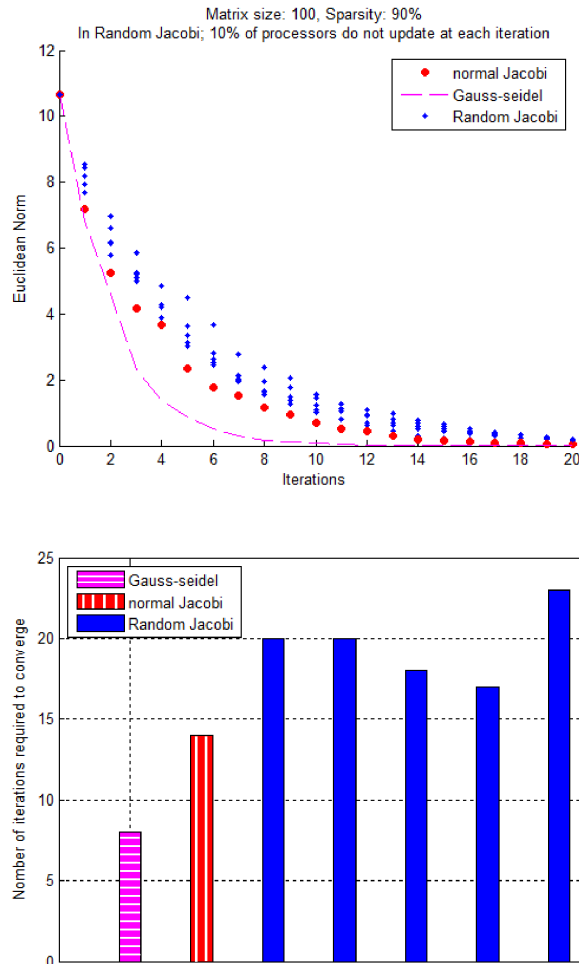 Matrix size: 100, Sparsity: 90%
In Random Jacobi; 10% of processors do not update at each iteration
12
10
8
6
4
2
0
Euclidean Norm
normal Jacobi
Gauss-seidel
Random Jacobi
0 2 4 6 8 10 12 14 16 18 20
Iterations
25
20
15
10
5
0
Nomber of iterations required to converge
Gauss-seidel
normal Jacobi
Random Jacobi